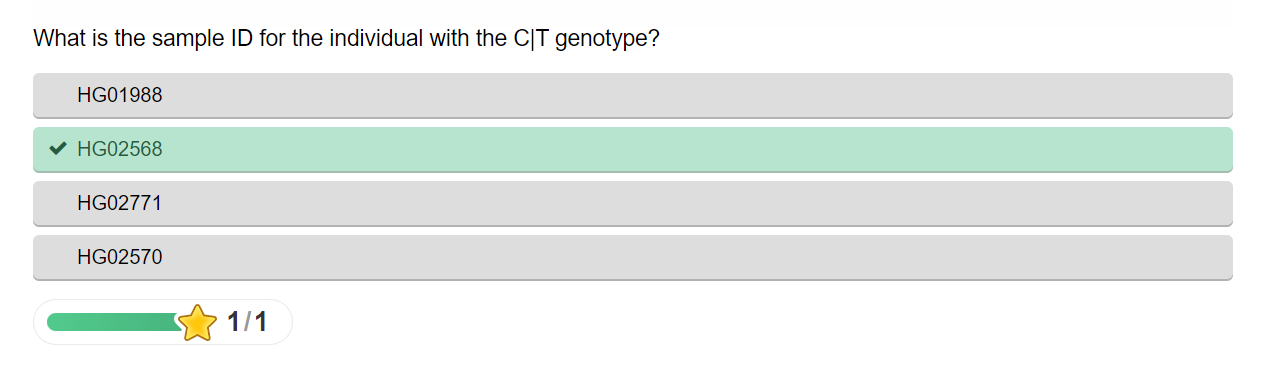 What is the sample ID for the individual with the C|T genotype?
HG01988
HG02568
HG02771
HG02570
1/1